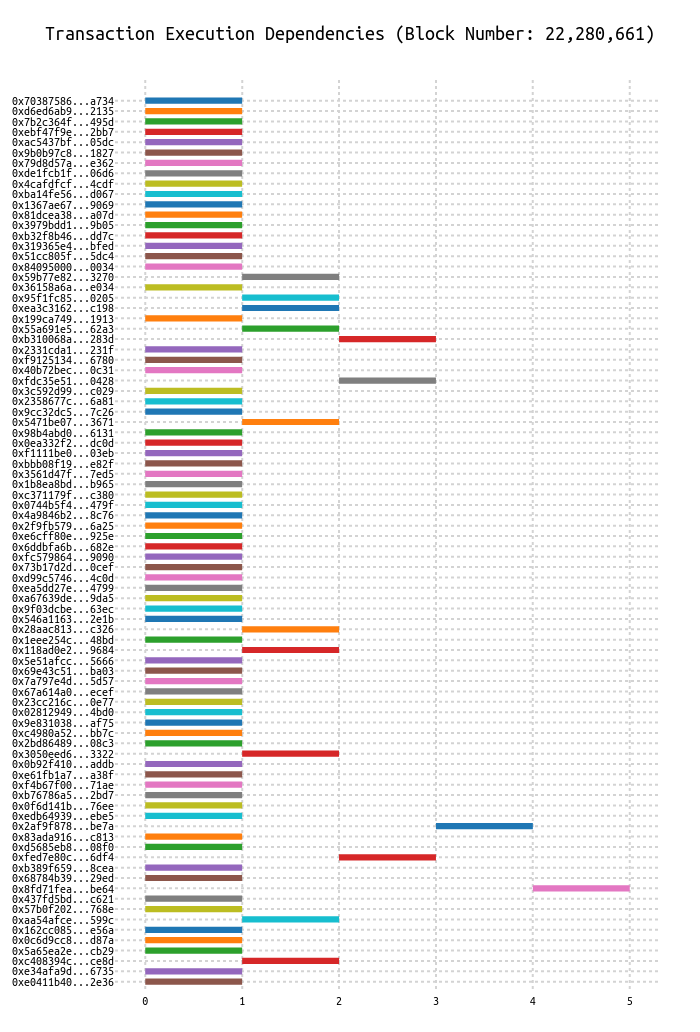 Transaction Execution Dependencies (Block Number: 22,280,661)
0x70387586...a734
0xd6ed6ab9...2135
0x7b2c364f...495d
0xebf47f9e...2bb7
0xac5437bf...05dc
0x9b0b97c8...1827
0x79d8d57a...e362
0xde1fcb1f...06d6
0x4cafdfcf...4cdf
0xba14fe56...d067
0x1367ae67...9069
0x81dcea38...a07d
0x3979bdd1...9b05
0xb32f8b46...dd7c
0x319365e4...bfed
0x51cc805f...5dc4
0x84095000...0034
0x59b77e82...3270
0x36158a6a...e034
0x95f1fc85...0205
0xea3c3162...c198
0x199ca749...1913
0x55a691e5...62a3
0xb310068a...283d
0x2331cda1...231f
0xf9125134...6780
0x40b72bec...0c31
0xfdc35e51...0428
0x3c592d99...c029
0x2358677c...6a81
0x9cc32dc5...7c26
0x5471be07...3671
0x98b4abd0...6131
0x0ea332f2...dc0d
0xf1111be0...03eb
0xbbb08f19...e82f
0x3561d47f...7ed5
0x1b8ea8bd...b965
0xc371179f...c380
0x0744b5f4...479f
0x4a9846b2...8c76
0x2f9fb579...6a25
0xe6cff80e...925e
0x6ddbfa6b...682e
0xfc579864...9090
0x73b17d2d...0cef
0xd99c5746...4c0d
0xea5dd27e...4799
0xa67639de...9da5
0x9f03dcbe...63ec
0x546a1163...2e1b
0x28aac813...c326
0x1eee254c...48bd
0x118ad0e2...9684
0x5e51afcc...5666
0x69e43c51...ba03
0x7a797e4d...5d57
0x67a614a0...ecef
0x23cc216c...0e77
0x02812949...4bd0
0x9e831038...af75
0xc4980a52...bb7c
0x2bd86489...08c3
0x3050eed6...3322
0x0b92f410...addb
0xe61fb1a7...a38f
0xf4b67f00...71ae
0xb76786a5...2bd7
0x0f6d141b...76ee
0xedb64939...ebe5
0x2af9f878...be7a
0x83ada916...c813
0xd5685eb8...08f0
0xfed7e80c...6df4
0xb389f659...8cea
0x68784b39...29ed
0x8fd71fea...be64
0x437fd5bd...c621
0x57b0f202...768e
0xaa54afce...599c
0x162cc085...e56a
0x0c6d9cc8...d87a
0x5a65ea2e...cb29
0xc408394c...ce8d
0xe34afa9d...6735
0xe0411b40...2e36
0 1 2 3 4 5